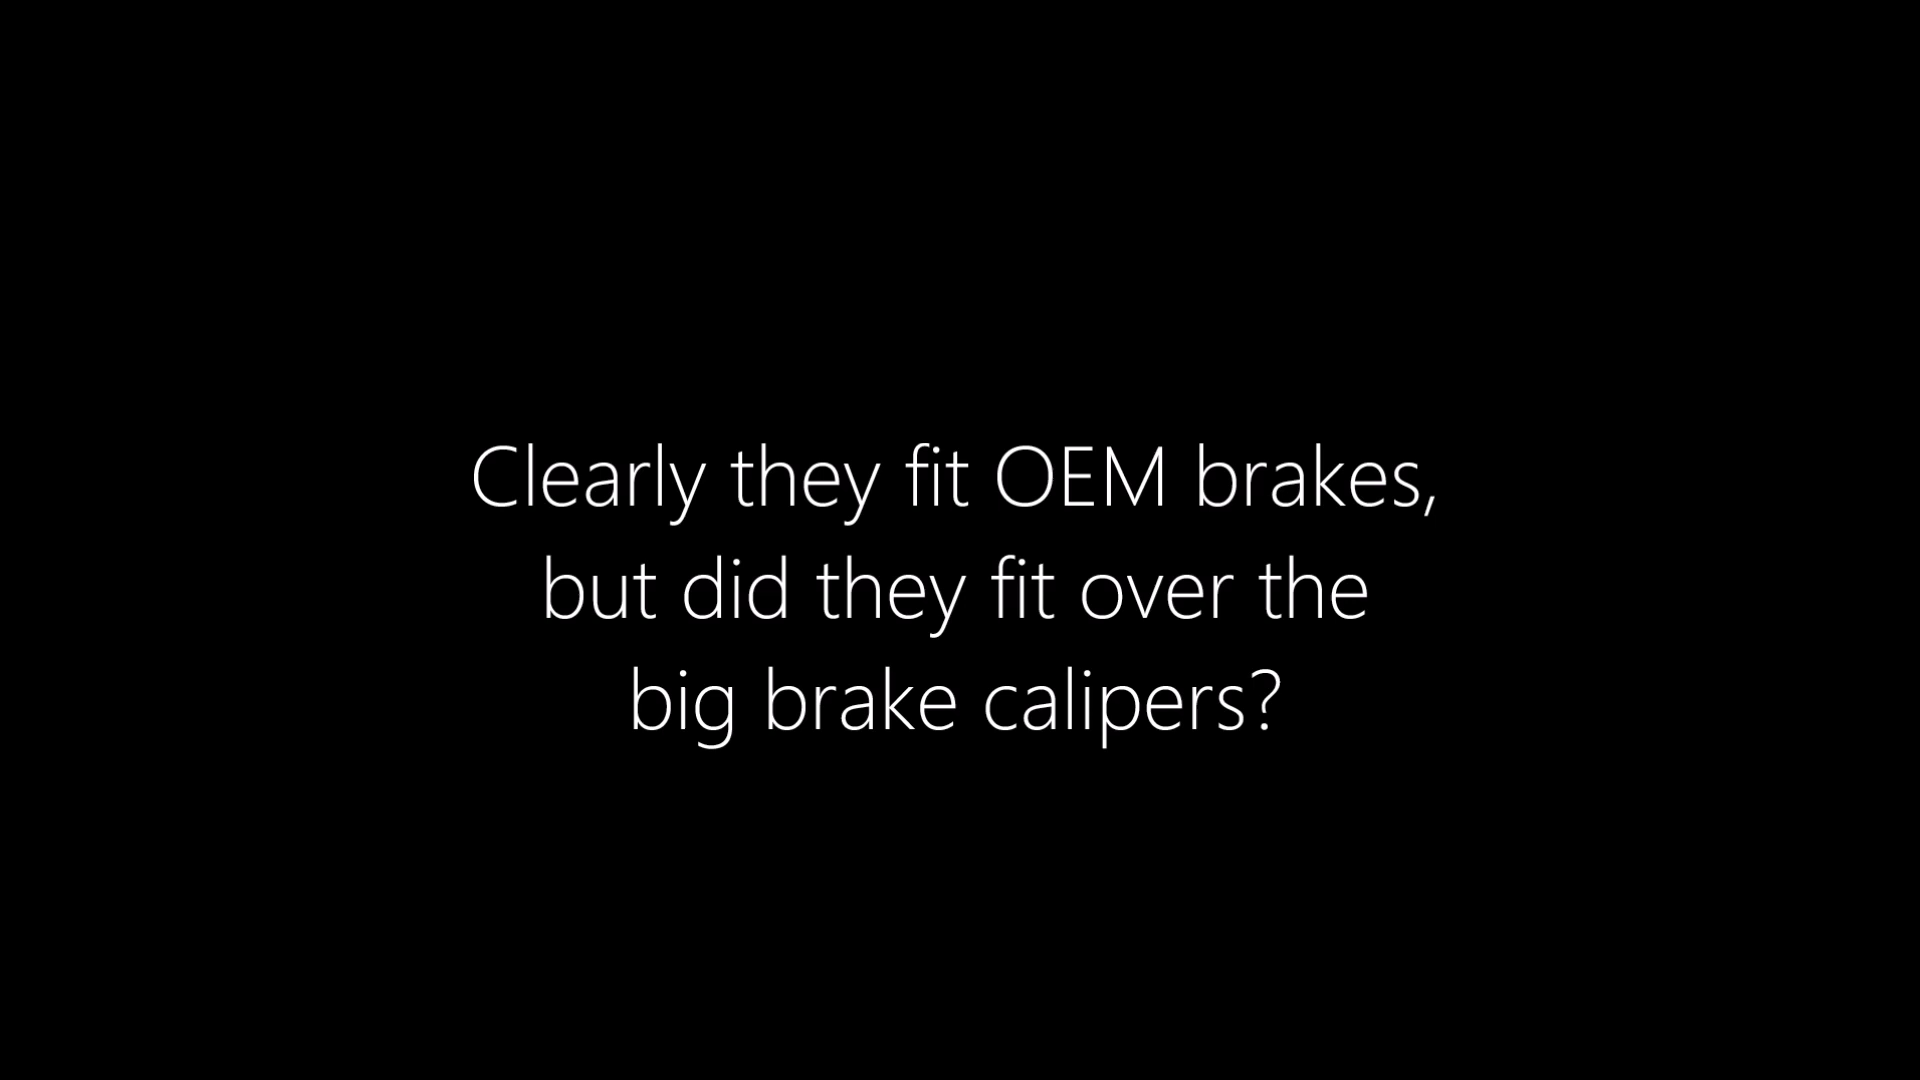 Clearly they fit OEM brakes,
but did they fit over the
big brake calipers?